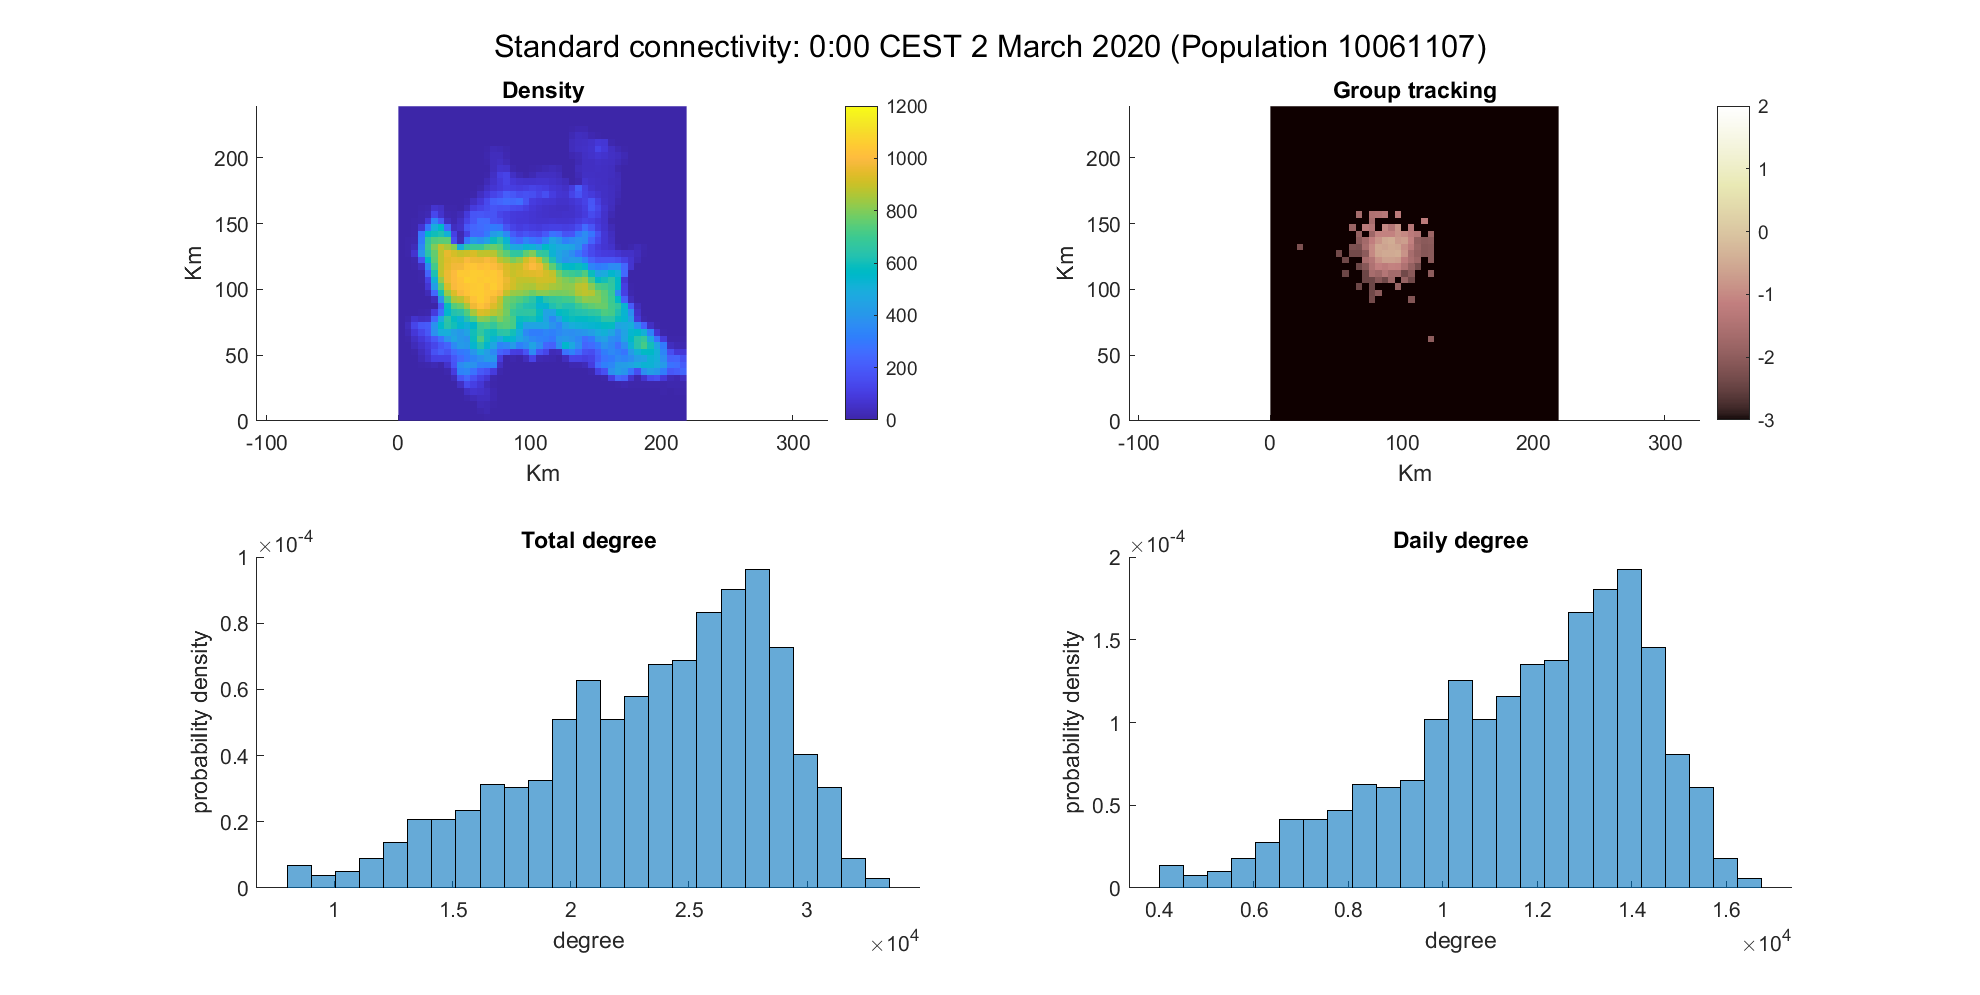 Standard connectivity: 0:00 CEST 2 March 2020 (Population 10061107)
Density
Km
200
150
100
50
0
-100 0 100 200 300
Km
1200
1000
800
600
400
200
0
Group tracking
Km
200
150
100
50
0
-100 0 100 200 300
Km
2
1
0
-1
-2
-3
Total degree
×10^-4
probability density
1
0.8
0.6
0.4
0.2
0
1 1.5 2 2.5 3
degree
×10^4
Daily degree
×10^-4
probability density
2
1.5
1
0.5
0
0.4 0.6 0.8 1 1.2 1.4 1.6
degree
×10^4